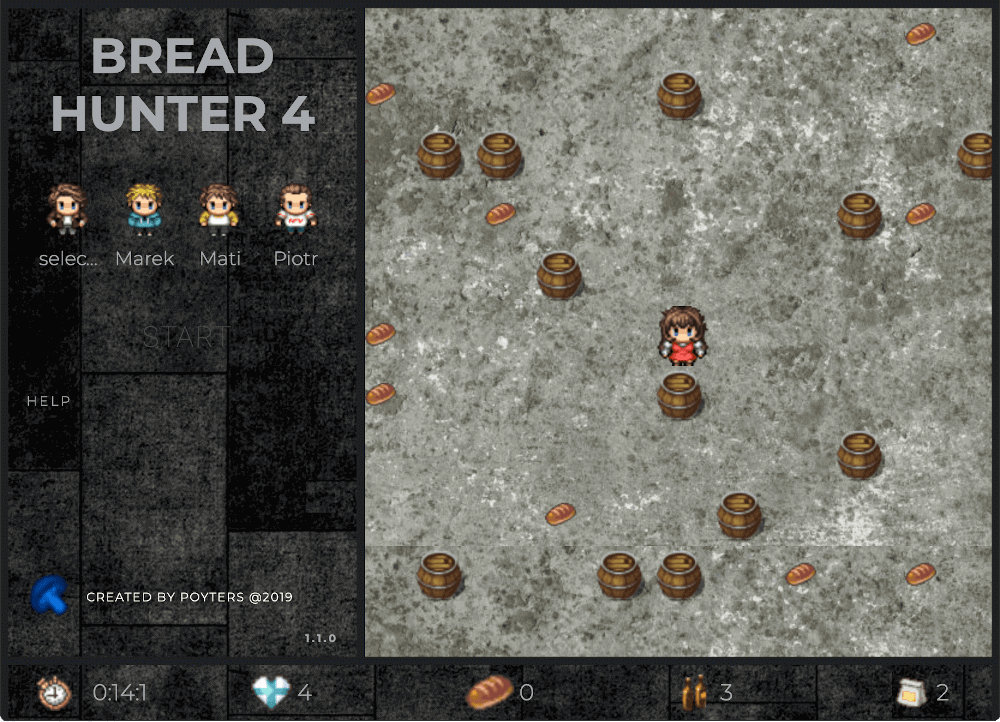 BREAD
HUNTER 4
selec... Marek Mati Piotr
START
HELP
CREATED BY POYTERS @2019
1.1.0
0:14:1 4 0 3 2